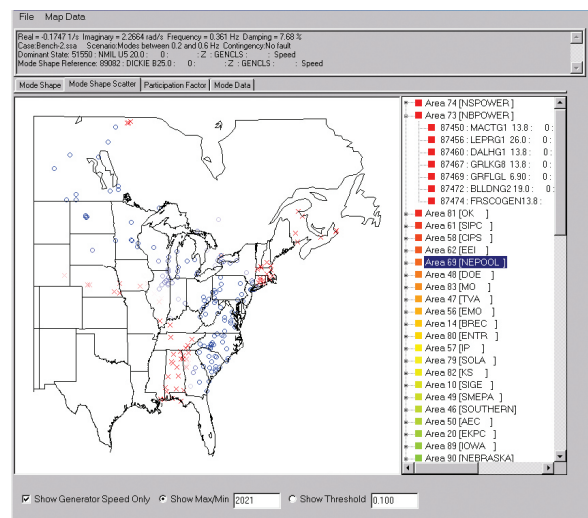 File Map Data
Real = -0.1747 1/s Imaginary = 2.2664 rad/s Frequency = 0.361 Hz Damping = 7.68 %
Case:Bench-2.ssa Scenario:Modes between 0.2 and 0.6 Hz Contingency:No fault
Dominant State: 51550 : NMIL U5 20.0 : 0 : : Z : GENCLS : : Speed
Mode Shape Reference: 89082 : DICKIE B25.0 : 0 : : Z : GENCLS : : Speed
Mode Shape Mode Shape Scatter Participation Factor Mode Data
Area 74 [NSPOWER ]
Area 73 [NBPOWER ]
87450 : MACTG1 13.8 : 0 :
87456 : LEPRG1 26.0 : 0 :
87460 : DALHG1 13.8 : 0 :
87467 : GRLKG8 13.8 : 0 :
87469 : GRFLGL 6.90 : 0 :
87472 : BLLDNG2 19.0 : 0 :
87474 : FRSCOGEN13.8 :
Area 81 [OK ]
Area 61 [SIPC ]
Area 58 [CIPS ]
Area 62 [EEI ]
Area 69 [NEPOOL ]
Area 48 [DOE ]
Area 83 [MO ]
Area 47 [TVA ]
Area 56 [EMO ]
Area 14 [BREC ]
Area 80 [ENTR ]
Area 57 [IP ]
Area 79 [SOLA ]
Area 82 [KS ]
Area 10 [SIGE ]
Area 49 [SMEPA ]
Area 46 [SOUTHERN]
Area 50 [AEC ]
Area 20 [EKPC ]
Area 89 [IOWA ]
Area 90 [NEBRASKA]
Show Generator Speed Only Show Max/Min 2021 Show Threshold 0.100